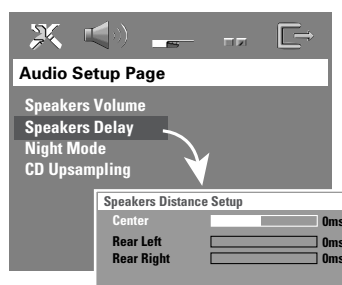 Audio Setup Page
Speakers Volume
Speakers Delay
Night Mode
CD Upsampling
Speakers Distance Setup
Center 0ms
Rear Left 0ms
Rear Right 0ms